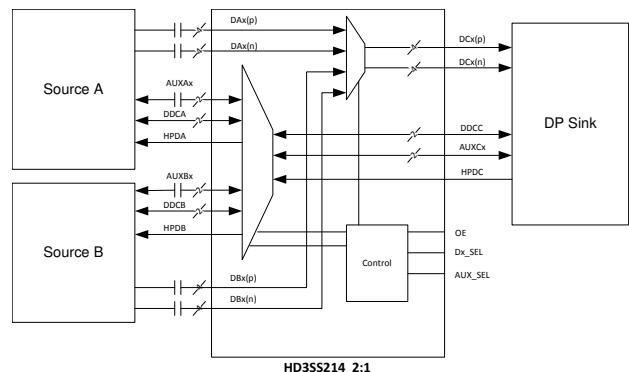 Source A
DAx(p)
DAx(n)
AUXAx
DDCA
HPDA
Source B
AUXBx
DDCB
HPDB
DBx(p)
DBx(n)
DCx(p)
DCx(n)
DDCC
AUXCx
HPDC
DP Sink
Control
OE
Dx_SEL
AUX_SEL
HD3SS214 2:1